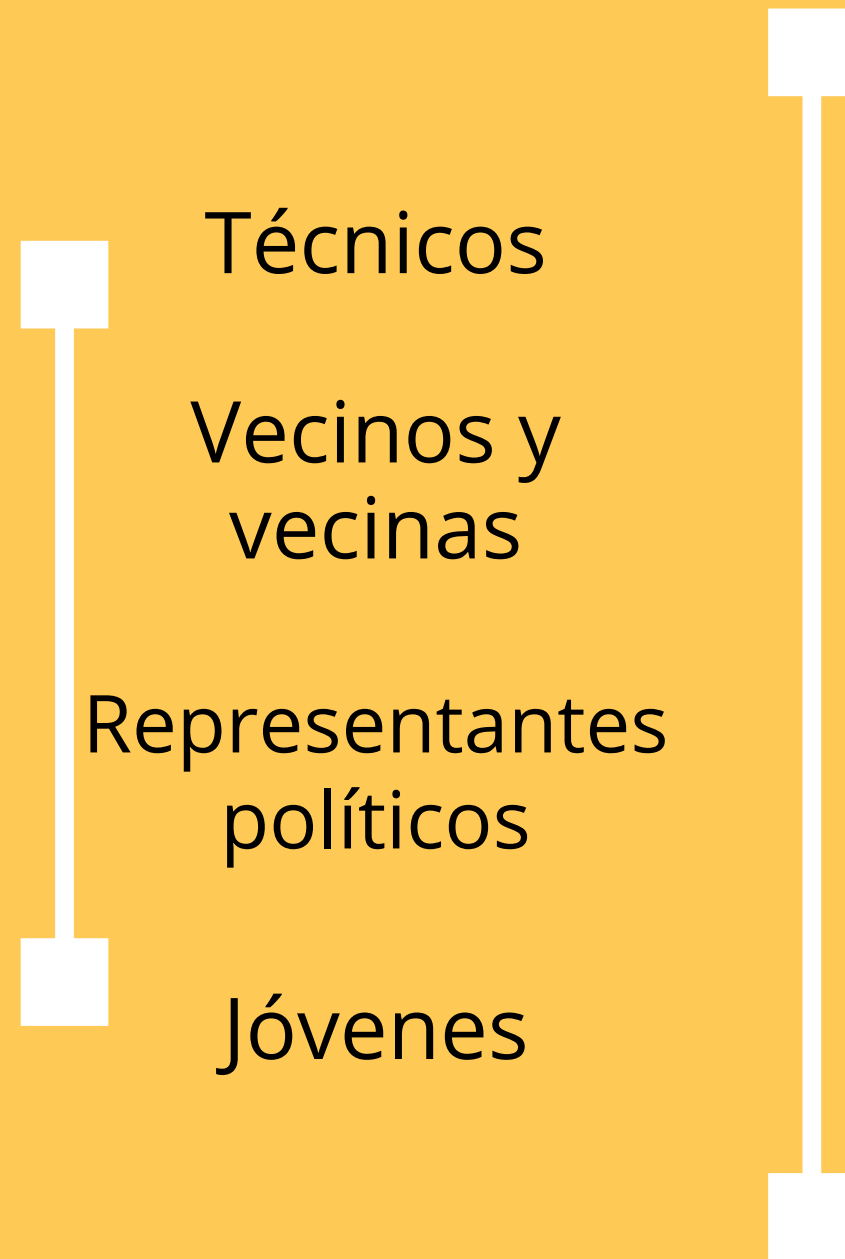 Técnicos
Vecinos y
vecinas
Representantes
políticos
Jóvenes